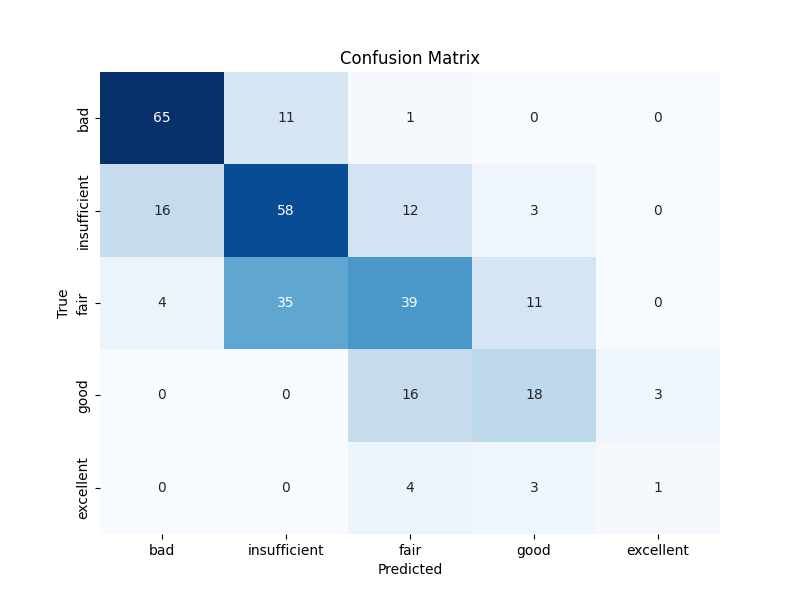 Confusion Matrix
True
bad
65 11 1 0 0
insufficient
16 58 12 3 0
fair
4 35 39 11 0
good
0 0 16 18 3
excellent
0 0 4 3 1
bad insufficient fair good excellent
Predicted